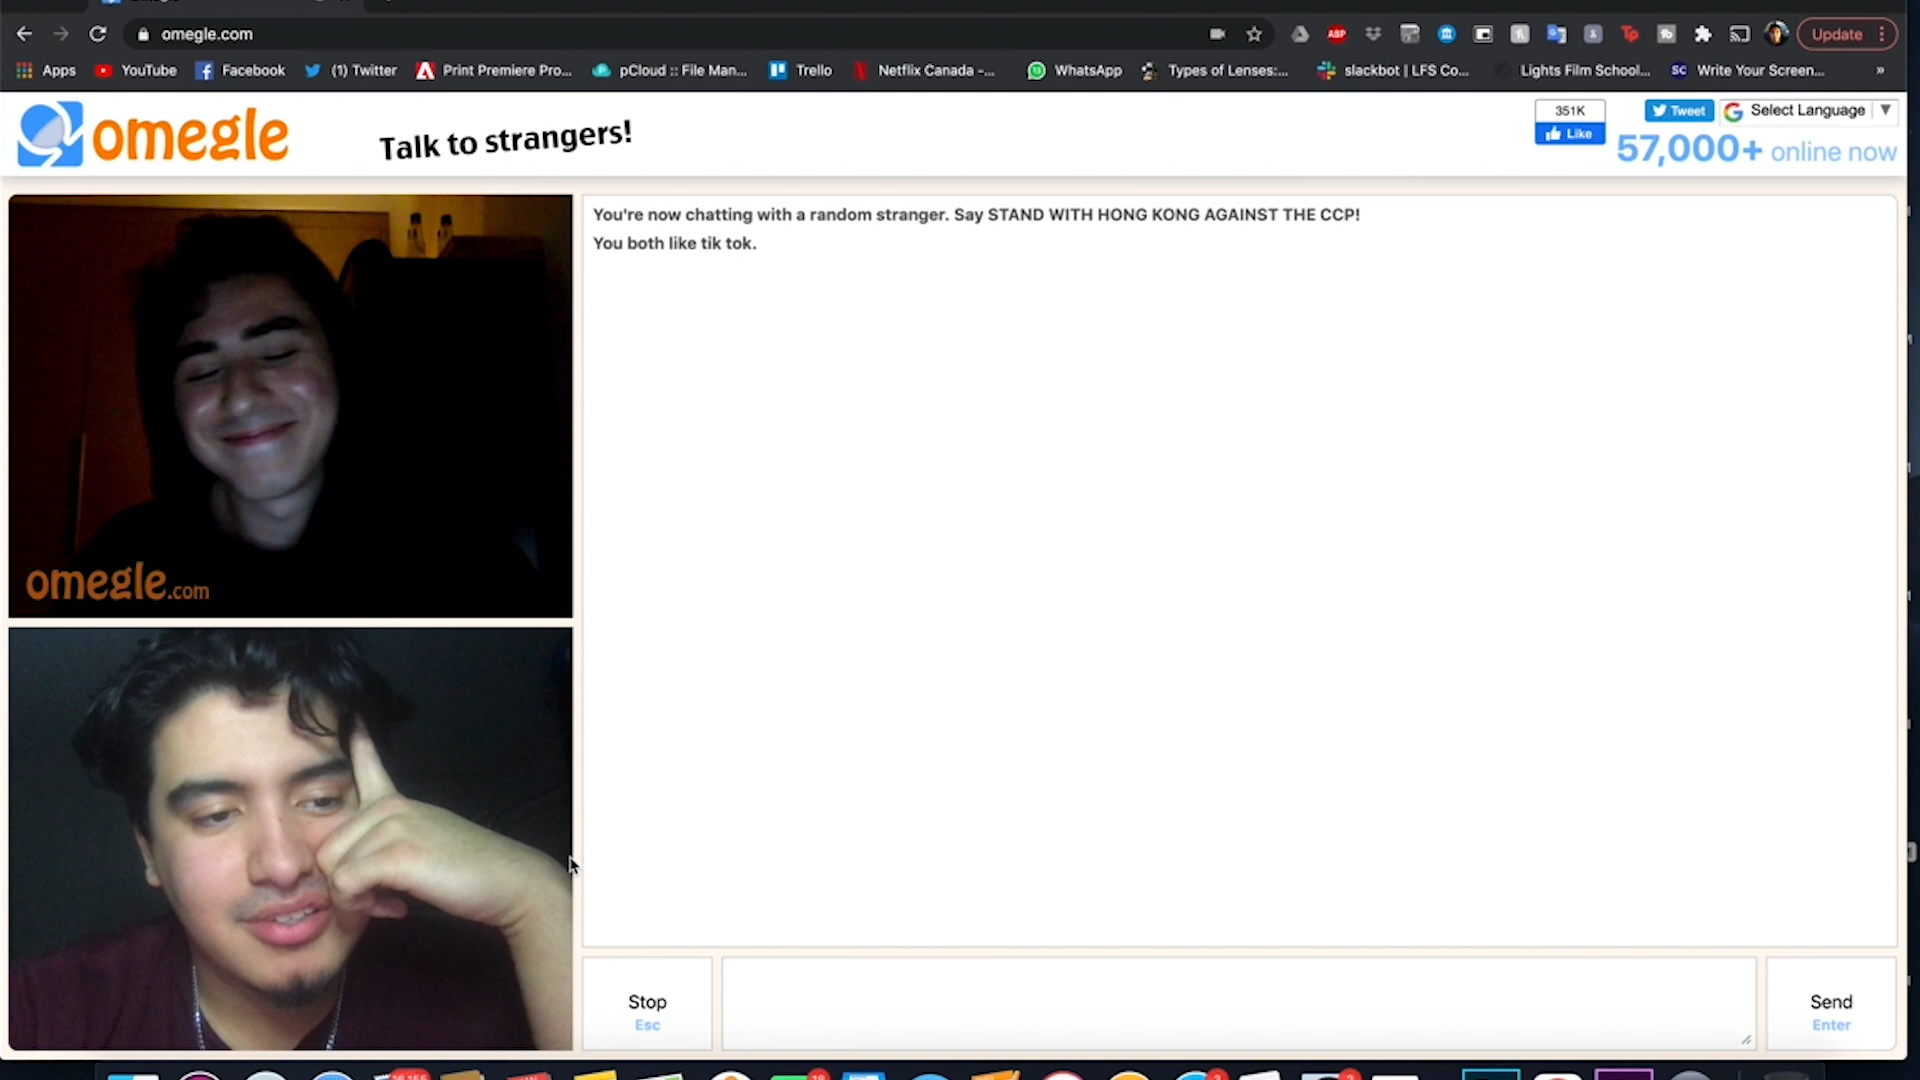 omegle.com
Update
Apps
YouTube
Facebook
(1) Twitter
Print Premiere Pro...
pCloud :: File Man...
Trello
Netflix Canada -...
WhatsApp
Types of Lenses:...
slackbot | LFS Co...
Lights Film School...
Write Your Screen...
»
omegle
Talk to strangers!
351K
Like
Tweet
Select Language
57,000+ online now
You're now chatting with a random stranger. Say STAND WITH HONG KONG AGAINST THE CCP!
You both like tik tok.
omegle.com
Stop
Esc
Send
Enter